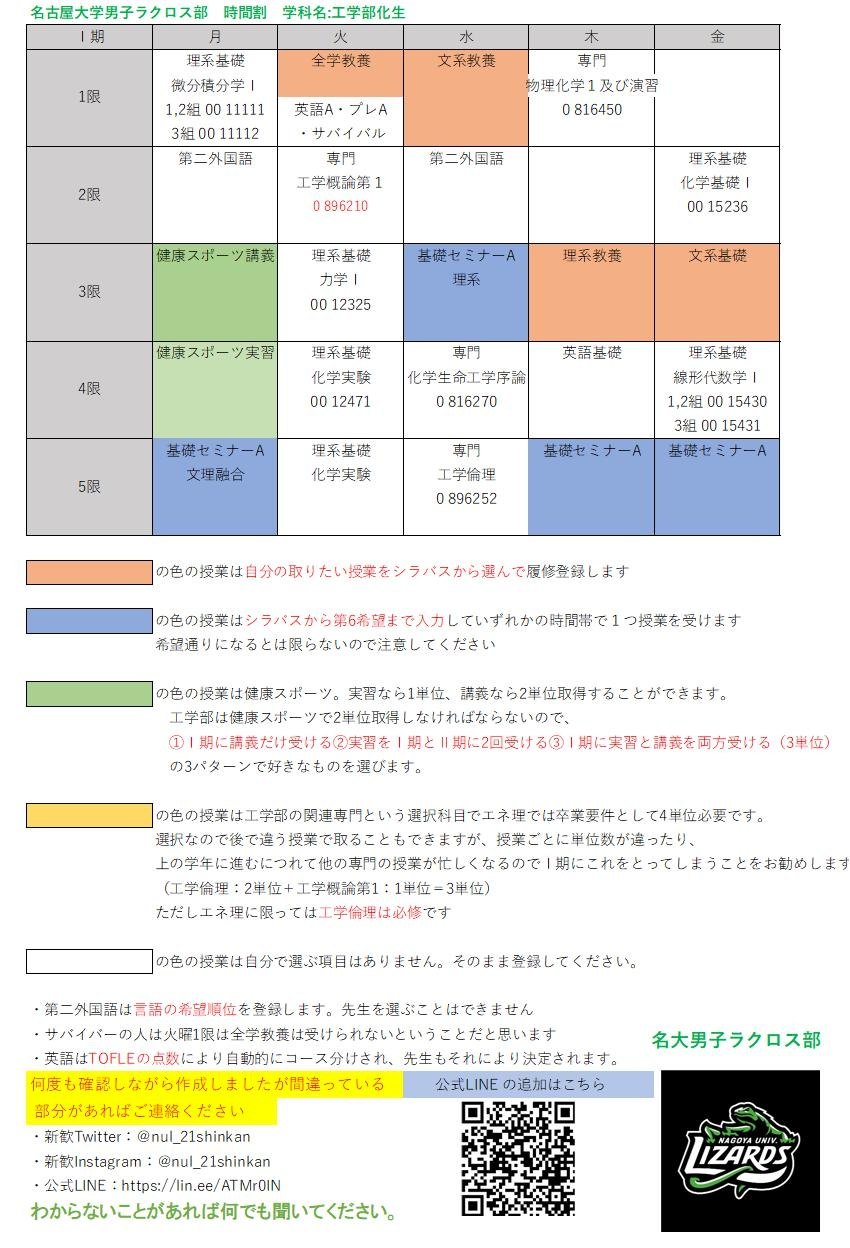 名古屋大学男子ラクロス部　時間割　学科名:工学部化生
Ⅰ期 月 火 水 木 金
1限
理系基礎
微分積分学Ⅰ
1,2組 00 11111
3組 00 11112
全学教養
英語A・プレA
・サバイバル
文系教養
専門
物理化学１及び演習
0 816450
2限
第二外国語
専門
工学概論第１
0 896210
第二外国語
理系基礎
化学基礎Ⅰ
00 15236
3限
健康スポーツ講義
理系基礎
力学Ⅰ
00 12325
基礎セミナーA
理系
理系教養
文系基礎
4限
健康スポーツ実習
理系基礎
化学実験
00 12471
専門
化学生命工学序論
0 816270
英語基礎
理系基礎
線形代数学Ⅰ
1,2組 00 15430
3組 00 15431
5限
基礎セミナーA
文理融合
理系基礎
化学実験
専門
工学倫理
0 896252
基礎セミナーA
基礎セミナーA
の色の授業は自分の取りたい授業をシラバスから選んで履修登録します
の色の授業はシラバスから第6希望まで入力していずれかの時間帯で１つ授業を受けます
希望通りになるとは限らないので注意してください
の色の授業は健康スポーツ。実習なら1単位、講義なら2単位取得することができます。
工学部は健康スポーツで2単位取得しなければならないので、
①Ⅰ期に講義だけ受ける②実習をⅠ期とⅡ期に2回受ける③Ⅰ期に実習と講義を両方受ける（3単位）
の3パターンで好きなものを選びます。
の色の授業は工学部の関連専門という選択科目でエネ理では卒業要件として4単位必要です。
選択なので後で違う授業で取ることもできますが、授業ごとに単位数が違ったり、
上の学年に進むにつれて他の専門の授業が忙しくなるのでⅠ期にこれをとってしまうことをお勧めします
（工学倫理：2単位＋工学概論第1：1単位＝3単位）
ただしエネ理に限っては工学倫理は必修です
の色の授業は自分で選ぶ項目はありません。そのまま登録してください。
・第二外国語は言語の希望順位を登録します。先生を選ぶことはできません
・サバイバーの人は火曜1限は全学教養は受けられないということだと思います
・英語はTOFLEの点数により自動的にコース分けされ、先生もそれにより決定されます。
何度も確認しながら作成しましたが間違っている
部分があればご連絡ください
・新歓Twitter：@nul_21shinkan
・新歓Instagram：@nul_21shinkan
・公式LINE：https://lin.ee/ATMr0lN
わからないことがあれば何でも聞いてください。
公式LINE の追加はこちら
名大男子ラクロス部
NAGOYA UNIV.
LIZARDS